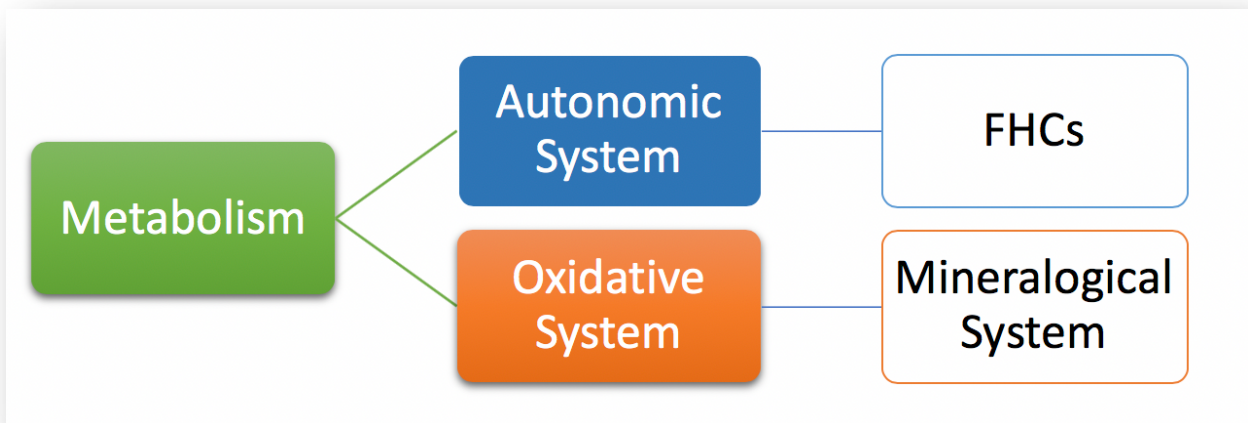 Metabolism
Autonomic
System
FHCs
Oxidative
System
Mineralogical
System